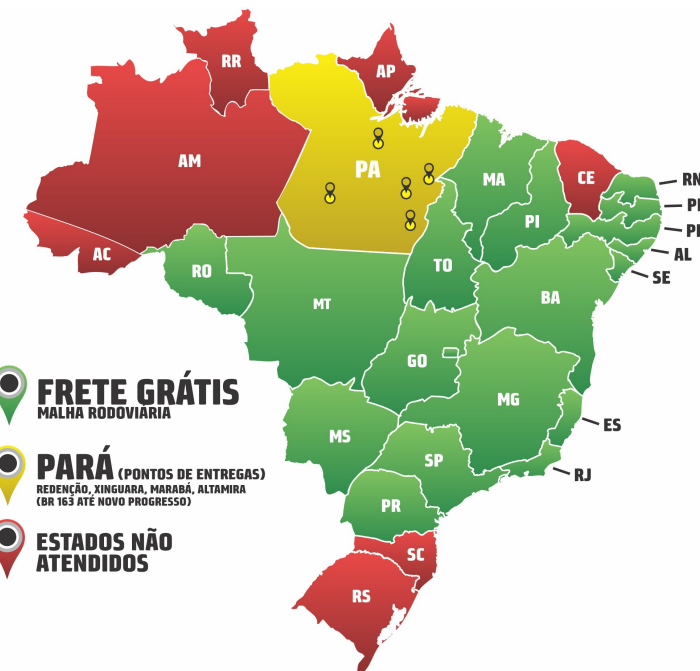 RR
AP
AM
PA
MA
CE
RN
PI
AC
RO
TO
AL
SE
MT
BA
GO
MG
ES
MS
SP
RJ
PR
SC
RS
FRETE GRÁTIS
MALHA RODOVIÁRIA
PARÁ (PONTOS DE ENTREGAS)
REDENÇÃO, XINGUARA, MARABÁ, ALTAMIRA
(BR 163 ATÉ NOVO PROGRESSO)
ESTADOS NÃO
ATENDIDOS